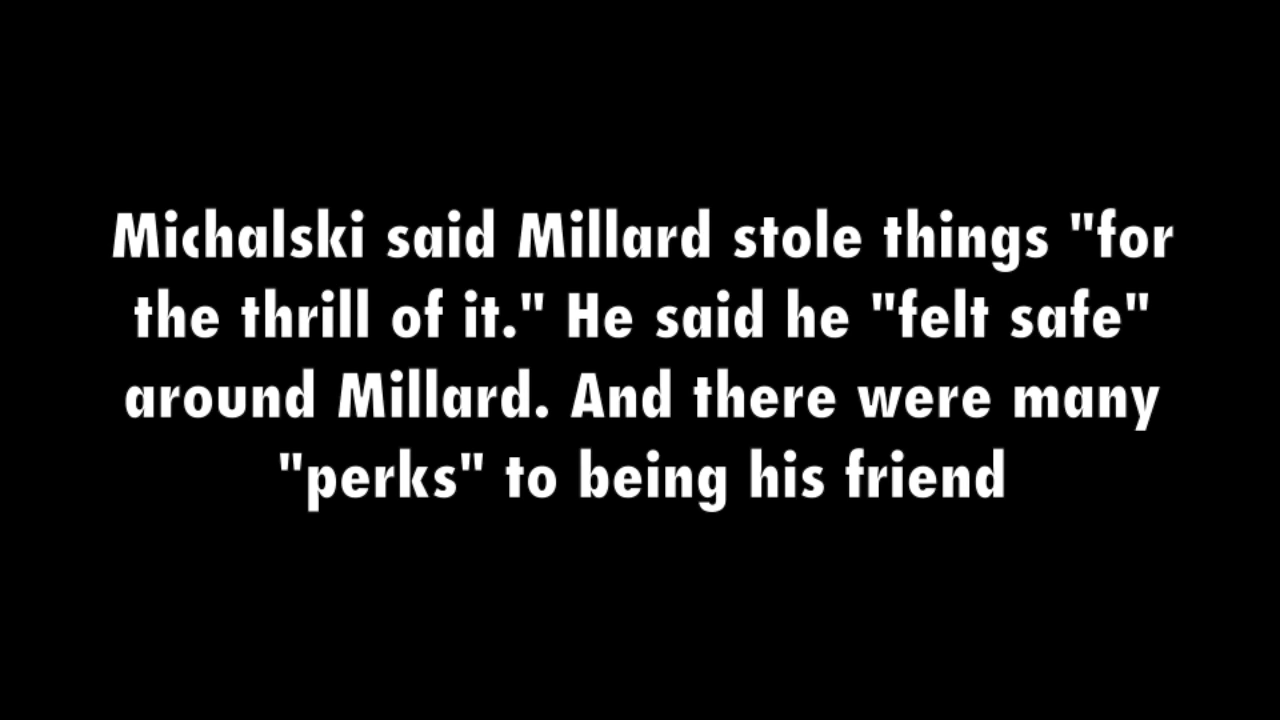 Michalski said Millard stole things "for
the thrill of it." He said he "felt safe"
around Millard. And there were many
"perks" to being his friend